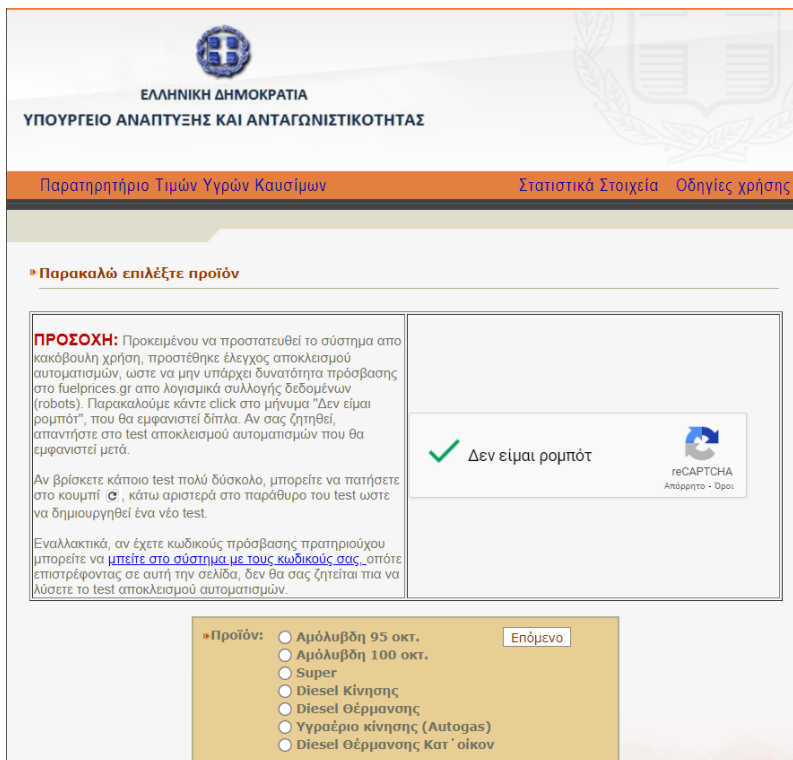 ΕΛΛΗΝΙΚΗ ΔΗΜΟΚΡΑΤΙΑ
ΥΠΟΥΡΓΕΙΟ ΑΝΑΠΤΥΞΗΣ ΚΑΙ ΑΝΤΑΓΩΝΙΣΤΙΚΟΤΗΤΑΣ
Παρατηρητήριο Τιμών Υγρών Καυσίμων
Στατιστικά Στοιχεία Οδηγίες χρήσης
Παρακαλώ επιλέξτε προϊόν
ΠΡΟΣΟΧΗ: Προκειμένου να προστατευθεί το σύστημα απο
κακόβουλη χρήση, προστέθηκε έλεγχος αποκλεισμού
αυτοματισμών, ωστε να μην υπάρχει δυνατότητα πρόσβασης
στο fuelprices.gr απο λογισμικά συλλογής δεδομένων
(robots). Παρακαλούμε κάντε click στο μήνυμα "Δεν είμαι
ρομπότ", που θα εμφανιστεί δίπλα. Αν σας ζητηθεί,
απαντήστε στο test αποκλεισμού αυτοματισμών που θα
εμφανιστεί μετά.
Αν βρίσκετε κάποιο test πολύ δύσκολο, μπορείτε να πατήσετε
στο κουμπί , κάτω αριστερά στο παράθυρο του test ωστε
να δημιουργηθεί ένα νέο test.
Εναλλακτικά, αν έχετε κωδικούς πρόσβασης πρατηριούχου
μπορείτε να μπείτε στο σύστημα με τους κωδικούς σας, οπότε
επιστρέφοντας σε αυτή την σελίδα, δεν θα σας ζητείται πια να
λύσετε το test αποκλεισμού αυτοματισμών.
Δεν είμαι ρομπότ
reCAPTCHA
Απόρρητο - Όροι
Προϊόν:
Αμόλυβδη 95 οκτ.
Επόμενο
Αμόλυβδη 100 οκτ.
Super
Diesel Κίνησης
Diesel Θέρμανσης
Υγραέριο κίνησης (Autogas)
Diesel Θέρμανσης Κατ΄οίκον